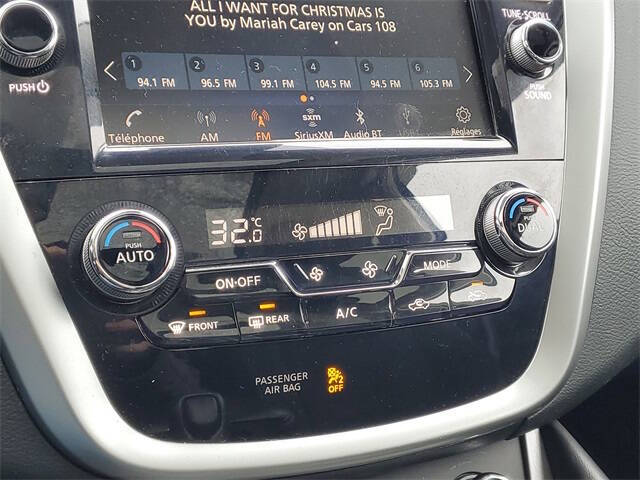 ALL I WANT FOR CHRISTMAS IS
YOU by Mariah Carey on Cars 108
TUNE·SCROLL
PUSH
PUSH SOUND
1 2 3 4 5 6
94.1 FM 96.5 FM 99.1 FM 104.5 FM 94.5 FM 105.3 FM
Téléphone AM FM sxm SiriusXM Audio BT USB Réglages
PUSH AUTO
32.0 °C
PUSH DUAL
ON·OFF MODE
FRONT REAR A/C
PASSENGER
AIR BAG
2
OFF